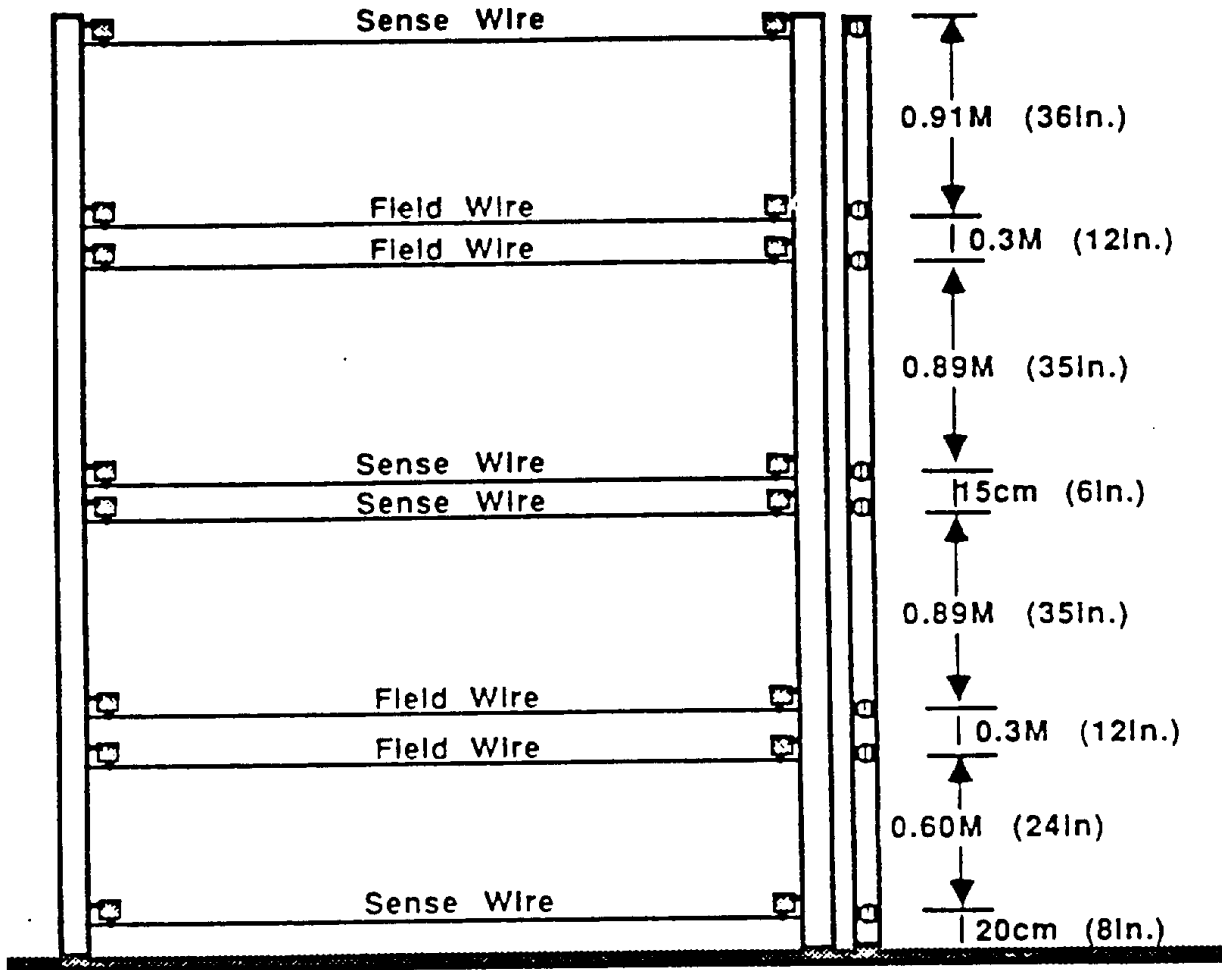 Sense Wire
0.91M (36in.)
Field Wire
0.3M (12in.)
Field Wire
0.89M (35in.)
Sense Wire
15cm (6in.)
Sense Wire
0.89M (35in.)
Field Wire
0.3M (12in.)
Field Wire
0.60M (24in)
Sense Wire
20cm (8in.)